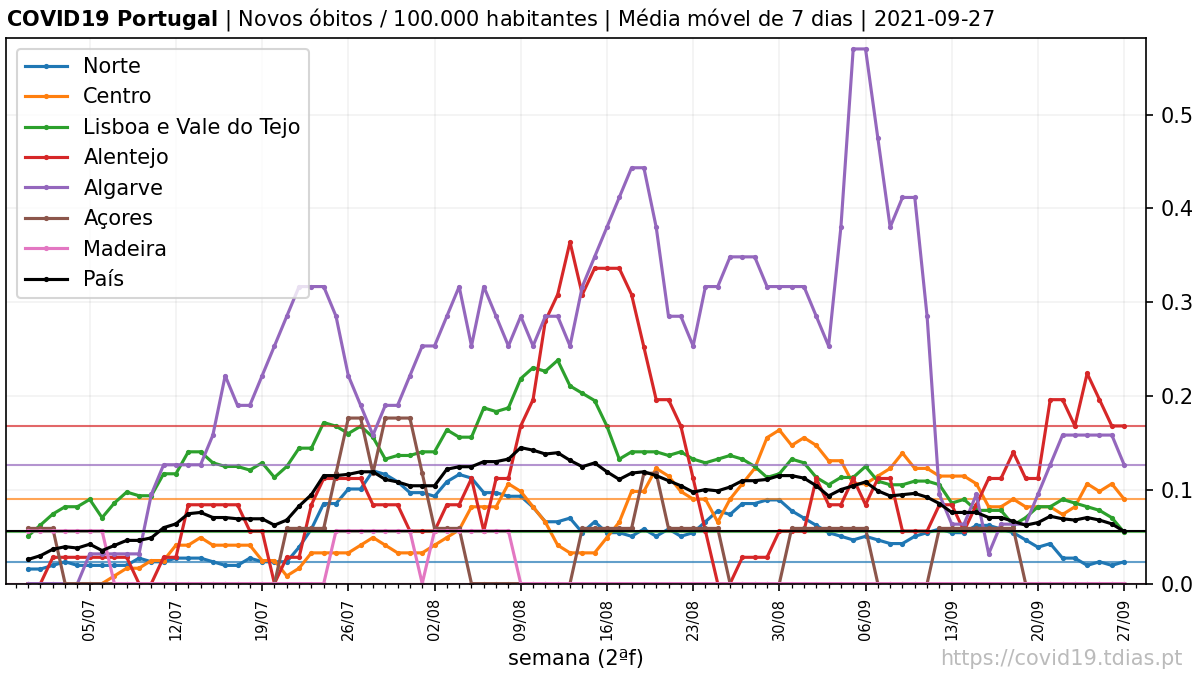 COVID19 Portugal | Novos óbitos / 100.000 habitantes | Média móvel de 7 dias | 2021-09-27
Norte
Centro
Lisboa e Vale do Tejo
Alentejo
Algarve
Açores
Madeira
País
0.5
0.4
0.3
0.2
0.1
0.0
05/07 12/07 19/07 26/07 02/08 09/08 16/08 23/08 30/08 06/09 13/09 20/09 27/09
semana (2ªf)
https://covid19.tdias.pt